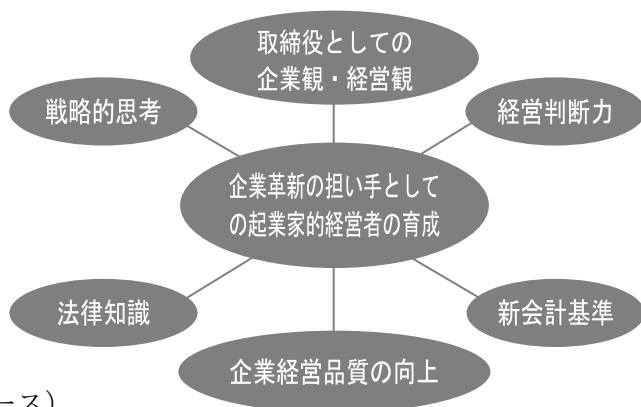 取締役としての
企業観・経営観
戦略的思考
経営判断力
企業革新の担い手として
の起業家的経営者の育成
法律知識
新会計基準
企業経営品質の向上
ース）